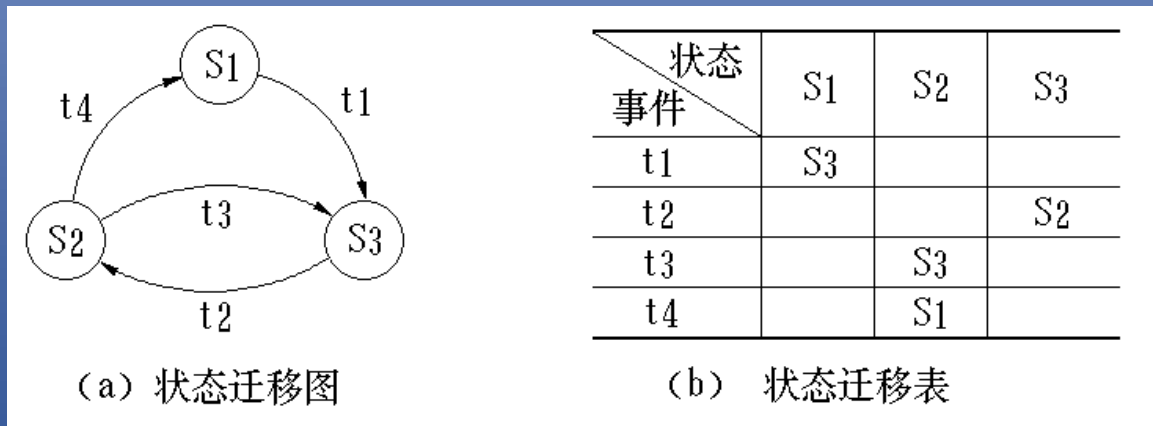 S1
t4
t1
S2
t3
S3
t2
(a) 状态迁移图
状态
事件
S1 S2 S3
t1 S3
t2 S2
t3 S3
t4 S1
(b) 状态迁移表